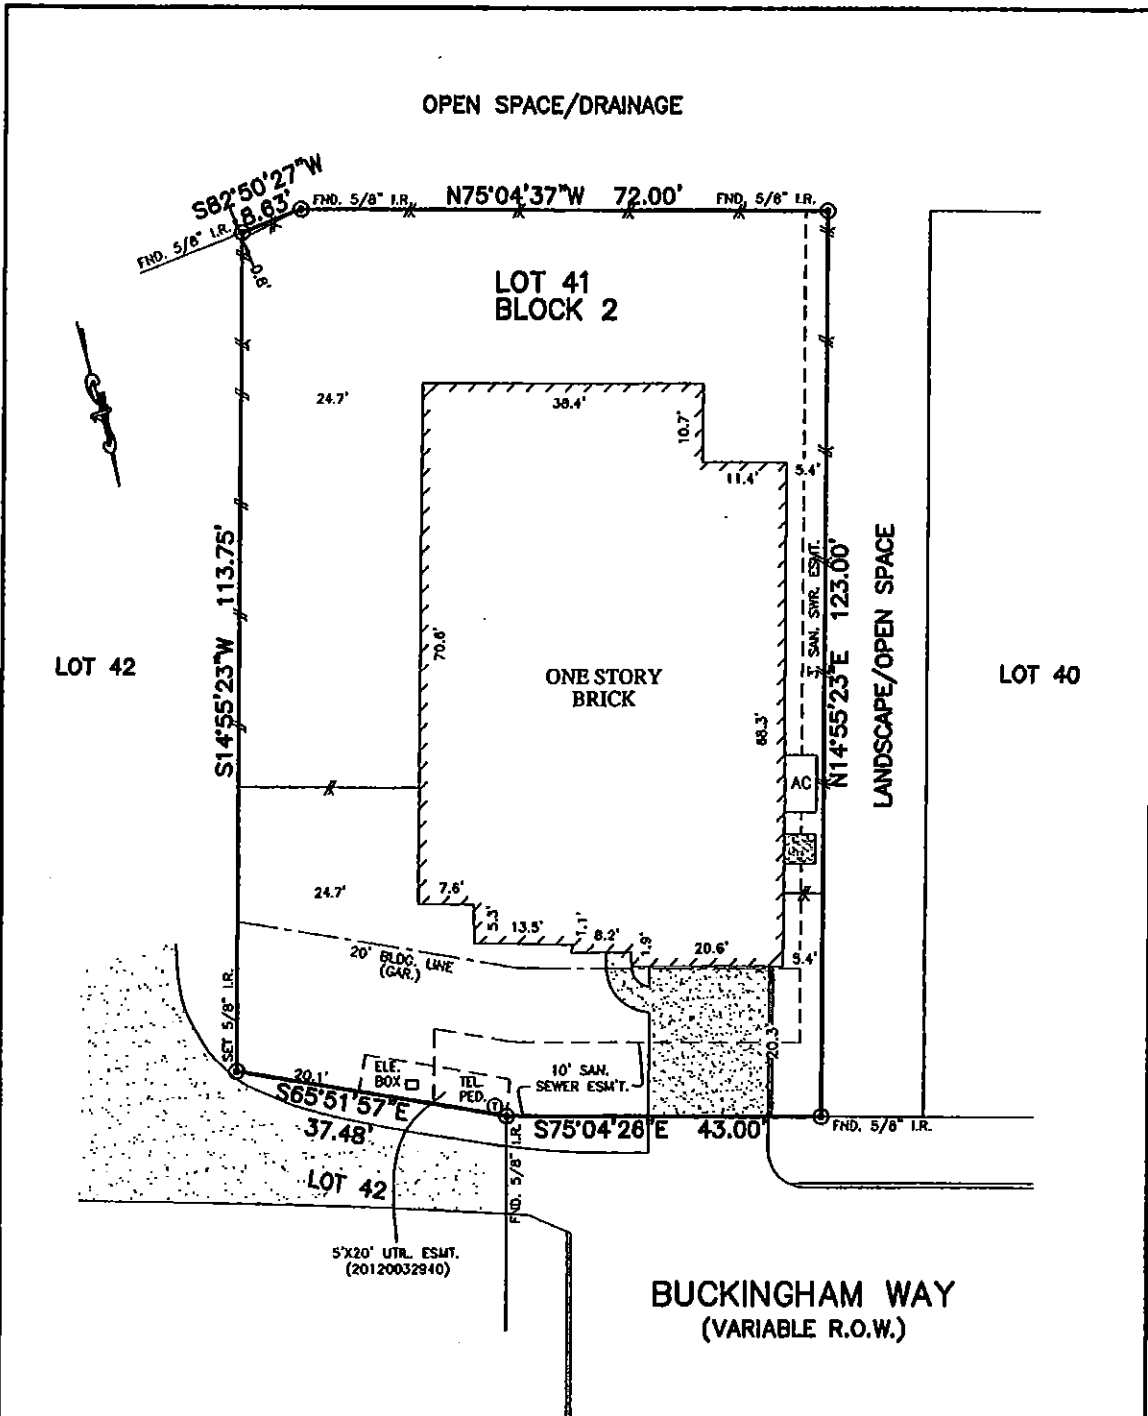 OPEN SPACE/DRAINAGE
S82°50'27"W
8.63'
FND. 5/8" I.R.
FND. 5/8" I.R.
N75°04'37"W 72.00'
FND. 5/8" I.R.
0.8'
LOT 41
BLOCK 2
24.7'
38.4'
10.7'
11.4'
5.4'
S14°55'23"W 113.75'
LOT 42
70.6'
ONE STORY
BRICK
88.3'
SAN. SWR. ESMT.
N14°55'23"E 123.00'
LANDSCAPE/OPEN SPACE
LOT 40
AC
24.7'
7.6'
5.3'
13.5'
1.1'
8.2'
1.9'
20.6'
5.4'
20' BLDG. LINE
(GAR.)
SET 5/8" I.R.
20.1'
ELE.
BOX
TEL.
PED.
T
10' SAN.
SEWER ESM'T.
20.3'
S65°51'57"E
37.48'
S75°04'26"E 43.00'
FND. 5/8" I.R.
FND. 5/8" I.R.
LOT 42
5'X20' UTIL. ESMT.
(20120032940)
BUCKINGHAM WAY
(VARIABLE R.O.W.)